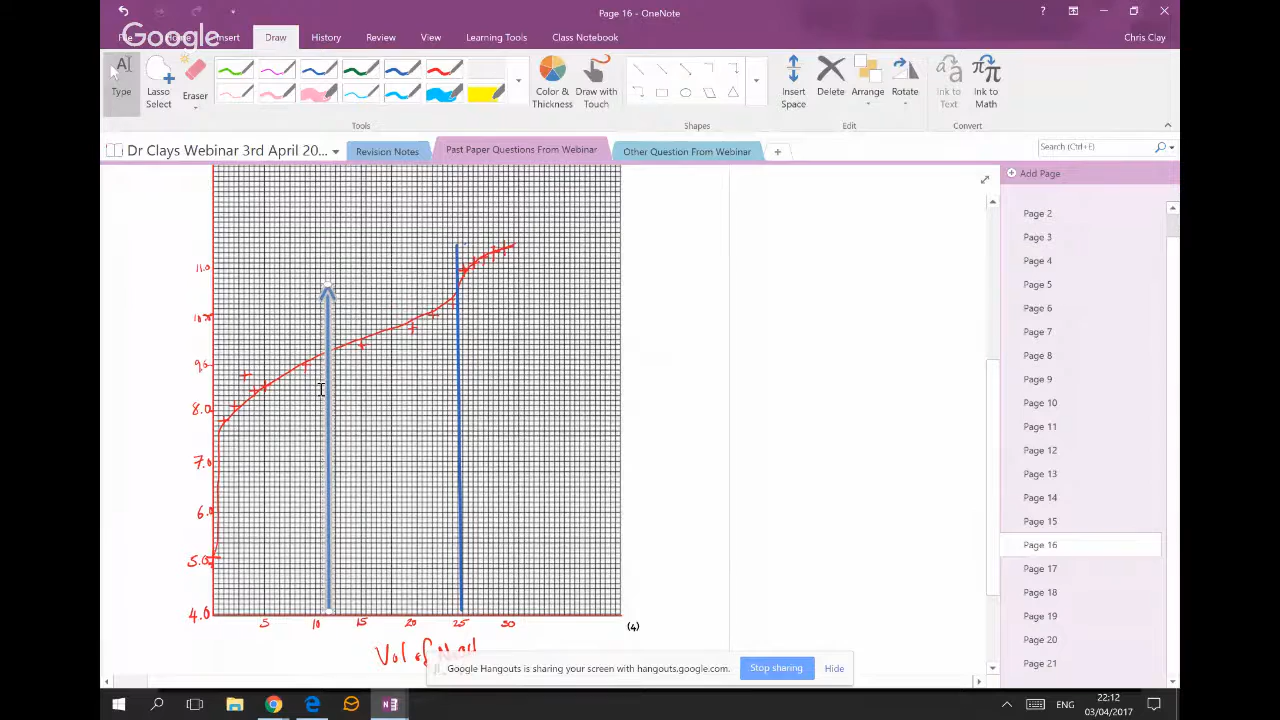 Page 16 - OneNote
Chris Clay
Google
Insert
Draw
History
Review
View
Learning Tools
Class Notebook
Type
Lasso
Select
Eraser
Color &
Thickness
Draw with
Touch
Insert
Space
Delete
Arrange
Rotate
Ink to
Text
Ink to
Math
Tools
Shapes
Edit
Convert
Dr Clays Webinar 3rd April 20...
Revision Notes
Past Paper Questions From Webinar
Other Question From Webinar
Search (Ctrl+E)
Add Page
Page 2
Page 3
Page 4
Page 5
Page 6
Page 7
Page 8
Page 9
Page 10
Page 11
Page 12
Page 13
Page 14
Page 15
Page 16
Page 17
Page 18
Page 19
Page 20
Page 21
11.0
9.0
8.0
7.0
6.0
5.0
4.0
5
10
15
20
25
30
(4)
Vol of
Google Hangouts is sharing your screen with hangouts.google.com.
Stop sharing
Hide
ENG
22:12
03/04/2017